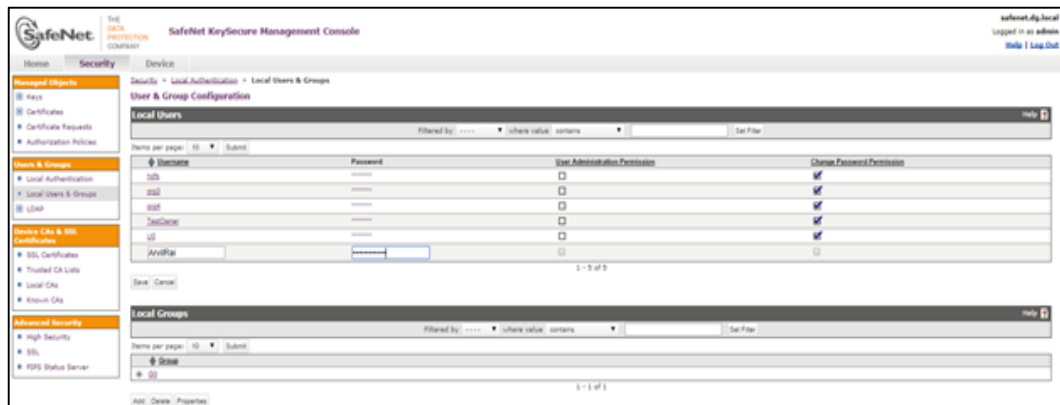 SafeNet
THE
DATA
PROTECTION
COMPANY
SafeNet KeySecure Management Console
safenet.dg.local
Logged in as admin
Help | Log Out
Home Security Device
Managed Objects
Keys
Certificates
Certificate Requests
Authorization Policies
Users & Groups
Local Authentication
Local Users & Groups
LDAP
Device CAs & SSL
Certificates
SSL Certificates
Trusted CA Lists
Local CAs
Known CAs
Advanced Security
High Security
SSL
FIPS Status Server
Security › Local Authentication › Local Users & Groups
User & Group Configuration
Local Users Help ?
Filtered by ---- where value contains Set Filter
Items per page: 10 Submit
Username Password User Administration Permission Change Password Permission
TestOwner
1 - 5 of 5
Save Cancel
Local Groups Help ?
Filtered by ---- where value contains Set Filter
Items per page: 10 Submit
Group
1 - 1 of 1
Add Delete Properties